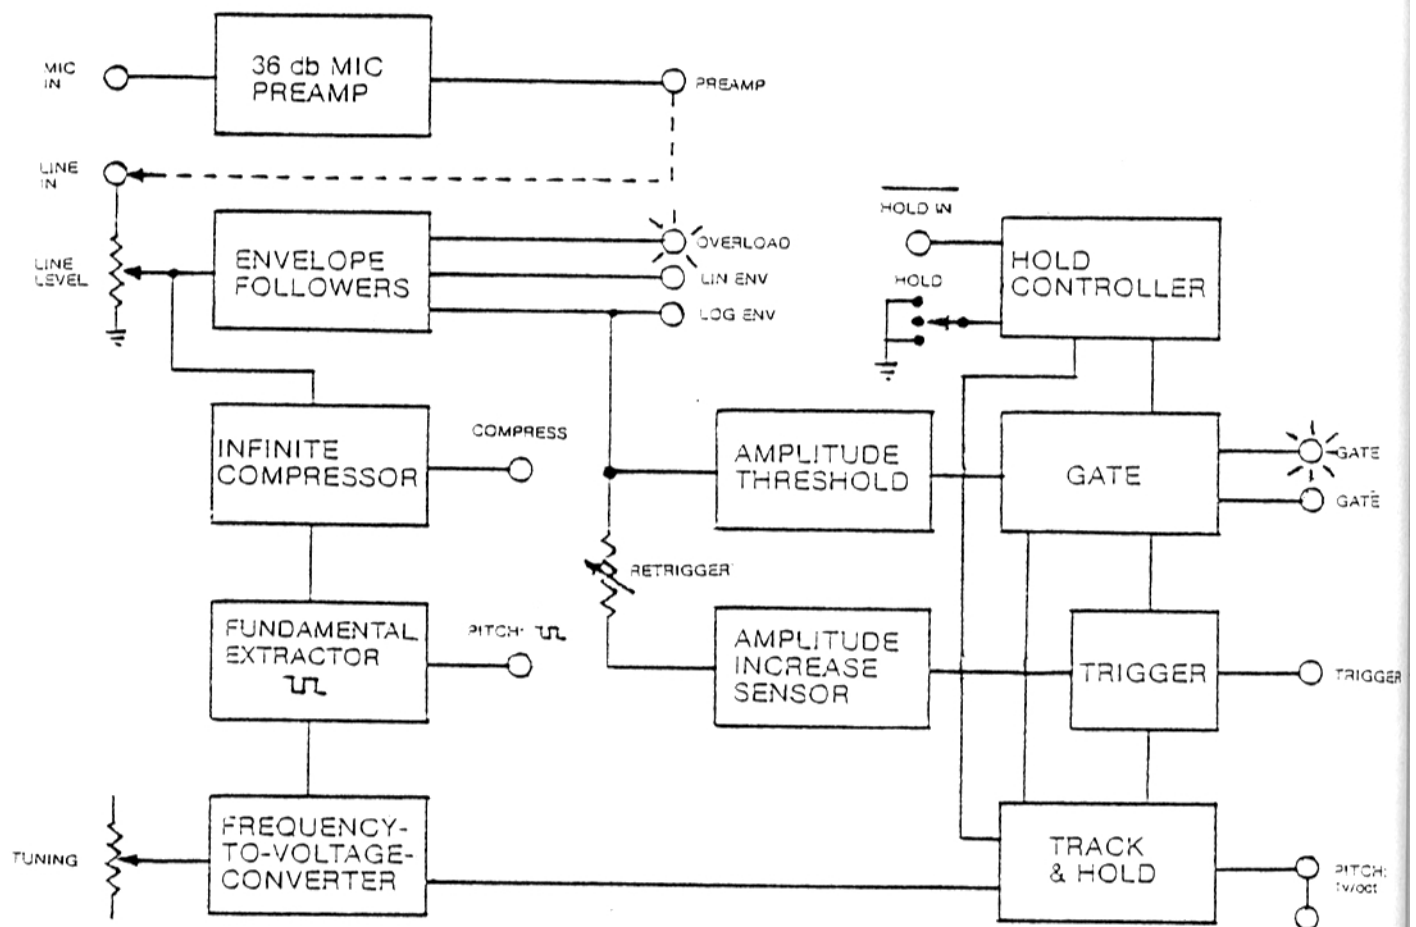 MIC
IN
36 db MIC
PREAMP
PREAMP
LINE
IN
HOLD IN
LINE
LEVEL
ENVELOPE
FOLLOWERS
OVERLOAD
LIN ENV
LOG ENV
HOLD
HOLD
CONTROLLER
INFINITE
COMPRESSOR
COMPRESS
AMPLITUDE
THRESHOLD
GATE
GATE
GATE
RETRIGGER
FUNDAMENTAL
EXTRACTOR
PITCH:
AMPLITUDE
INCREASE
SENSOR
TRIGGER
TRIGGER
TUNING
FREQUENCY-
TO-VOLTAGE-
CONVERTER
TRACK
& HOLD
PITCH:
1v/oct